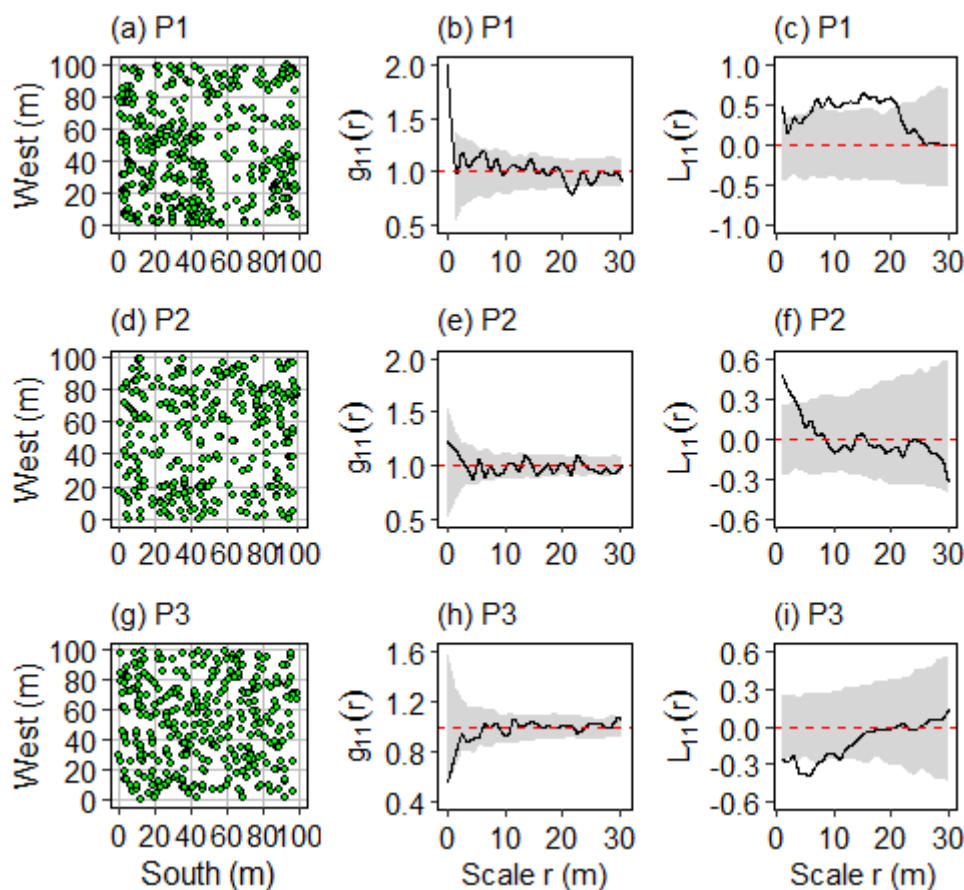 (a) P1
(b) P1
(c) P1
West (m)
100
80
60
40
20
0
0 20 40 60 80 100
g11(r)
2.0
1.5
1.0
0.5
0 10 20 30
L11(r)
1.0
0.5
0.0
-0.5
-1.0
0 10 20 30
(d) P2
(e) P2
(f) P2
West (m)
100
80
60
40
20
0
0 20 40 60 80 100
g11(r)
2.0
1.5
1.0
0.5
0 10 20 30
L11(r)
0.6
0.3
0.0
-0.3
-0.6
0 10 20 30
(g) P3
(h) P3
(i) P3
West (m)
100
80
60
40
20
0
0 20 40 60 80 100
South (m)
g11(r)
1.6
1.2
0.8
0.4
0 10 20 30
Scale r (m)
L11(r)
0.6
0.3
0.0
-0.3
-0.6
0 10 20 30
Scale r (m)